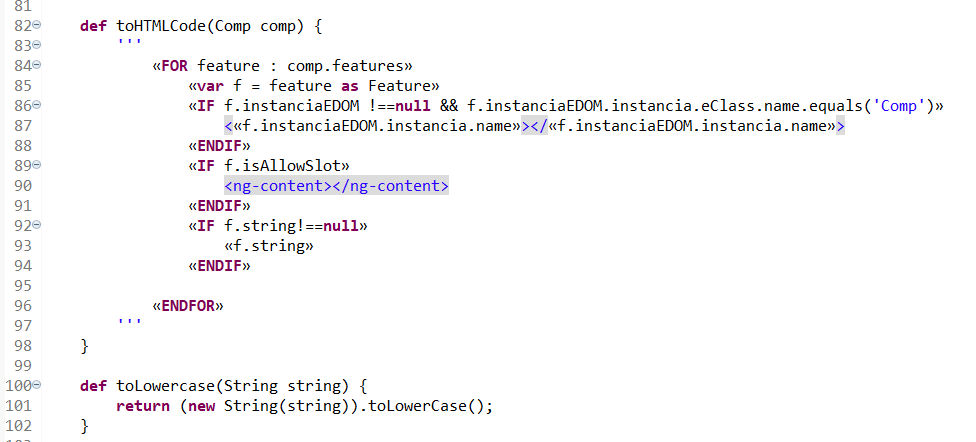 81
82 def toHTMLCode(Comp comp) {
83 '''
84 «FOR feature : comp.features»
85 «var f = feature as Feature»
86 «IF f.instanciaEDOM !==null && f.instanciaEDOM.instancia.eClass.name.equals('Comp')»
87 <«f.instanciaEDOM.instancia.name»></«f.instanciaEDOM.instancia.name»>
88 «ENDIF»
89 «IF f.isAllowSlot»
90 <ng-content></ng-content>
91 «ENDIF»
92 «IF f.string!==null»
93 «f.string»
94 «ENDIF»
95
96 «ENDFOR»
97 '''
98 }
99
100 def toLowercase(String string) {
101 return (new String(string)).toLowerCase();
102 }